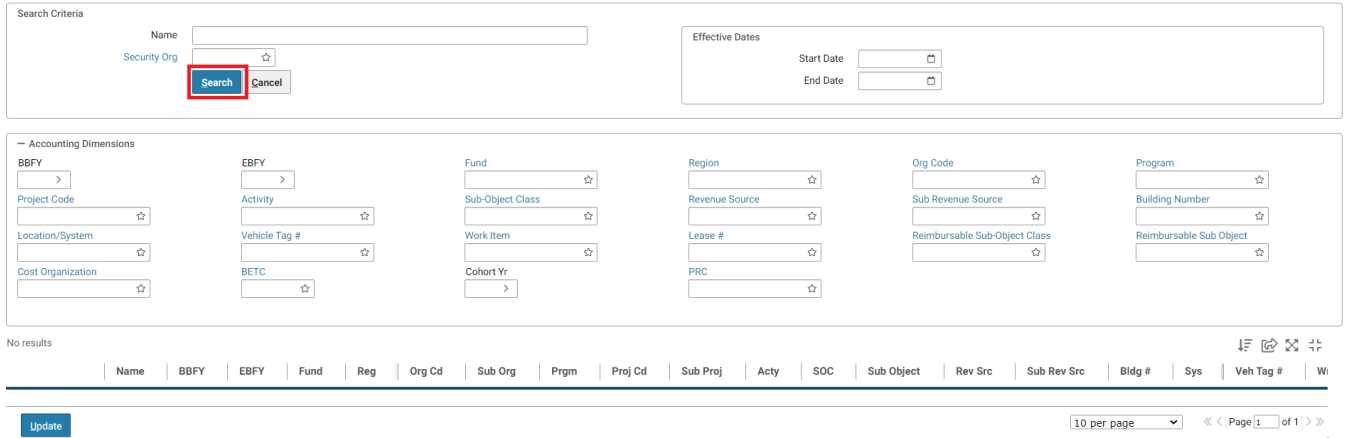 Search Criteria
Name
Security Org
Search Cancel
Effective Dates
Start Date
End Date
Accounting Dimensions
BBFY EBFY Fund Region Org Code Program
Project Code Activity Sub-Object Class Revenue Source Sub Revenue Source Building Number
Location/System Vehicle Tag # Work Item Lease # Reimbursable Sub-Object Class Reimbursable Sub Object
Cost Organization BETC Cohort Yr PRC
No results
Name BBFY EBFY Fund Reg Org Cd Sub Org Prgm Proj Cd Sub Proj Acty SOC Sub Object Rev Src Sub Rev Src Bldg # Sys Veh Tag #
Update 10 per page Page 1 of 1